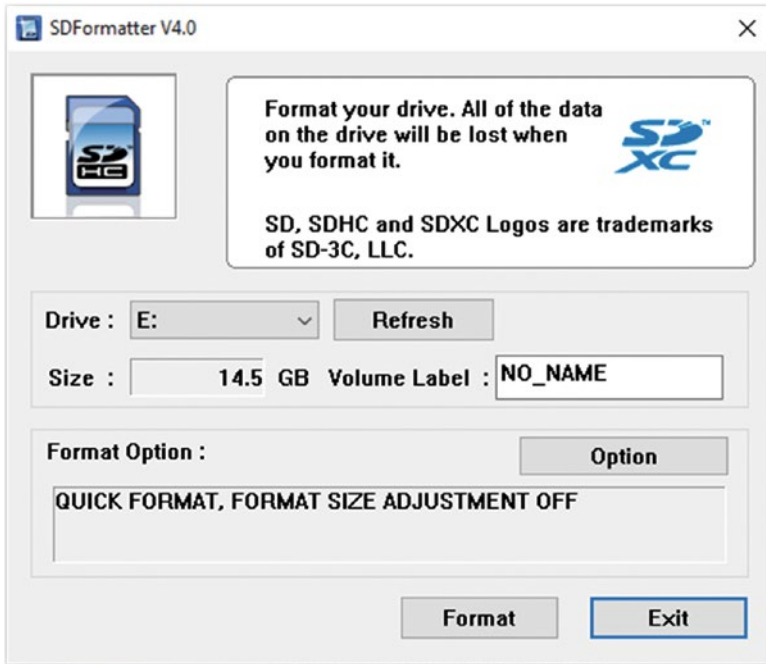 SDFormatter V4.0
SD
HC
Format your drive. All of the data
on the drive will be lost when
you format it.
SD™
XC
SD, SDHC and SDXC Logos are trademarks
of SD-3C, LLC.
Drive : E: Refresh
Size : 14.5 GB Volume Label : NO_NAME
Format Option : Option
QUICK FORMAT, FORMAT SIZE ADJUSTMENT OFF
Format Exit